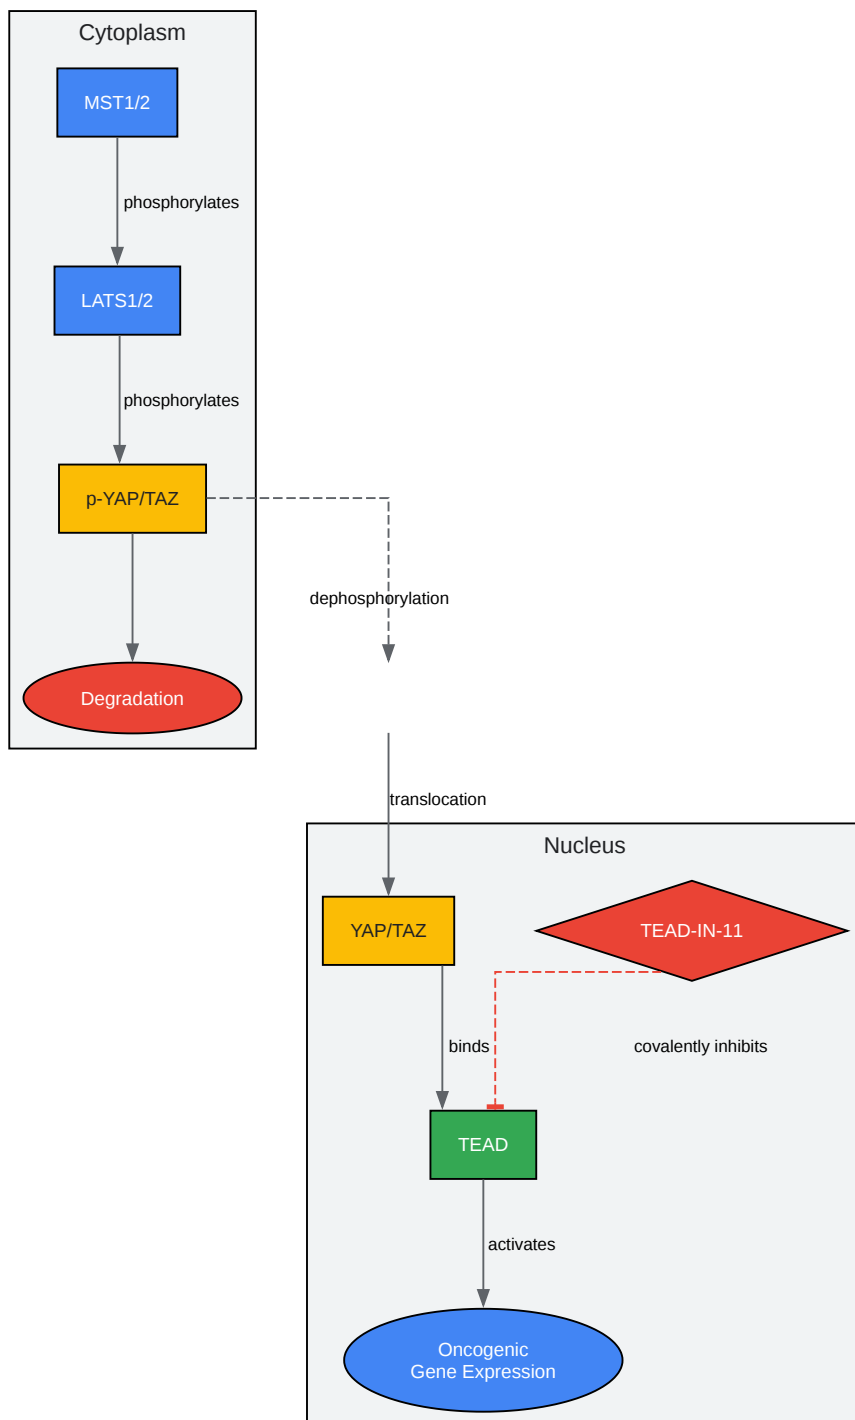 Cytoplasm
MST1/2
phosphorylates
LATS1/2
phosphorylates
p-YAP/TAZ
dephosphorylation
Degradation
translocation
Nucleus
YAP/TAZ
TEAD-IN-11
binds
covalently inhibits
TEAD
activates
Oncogenic
Gene Expression